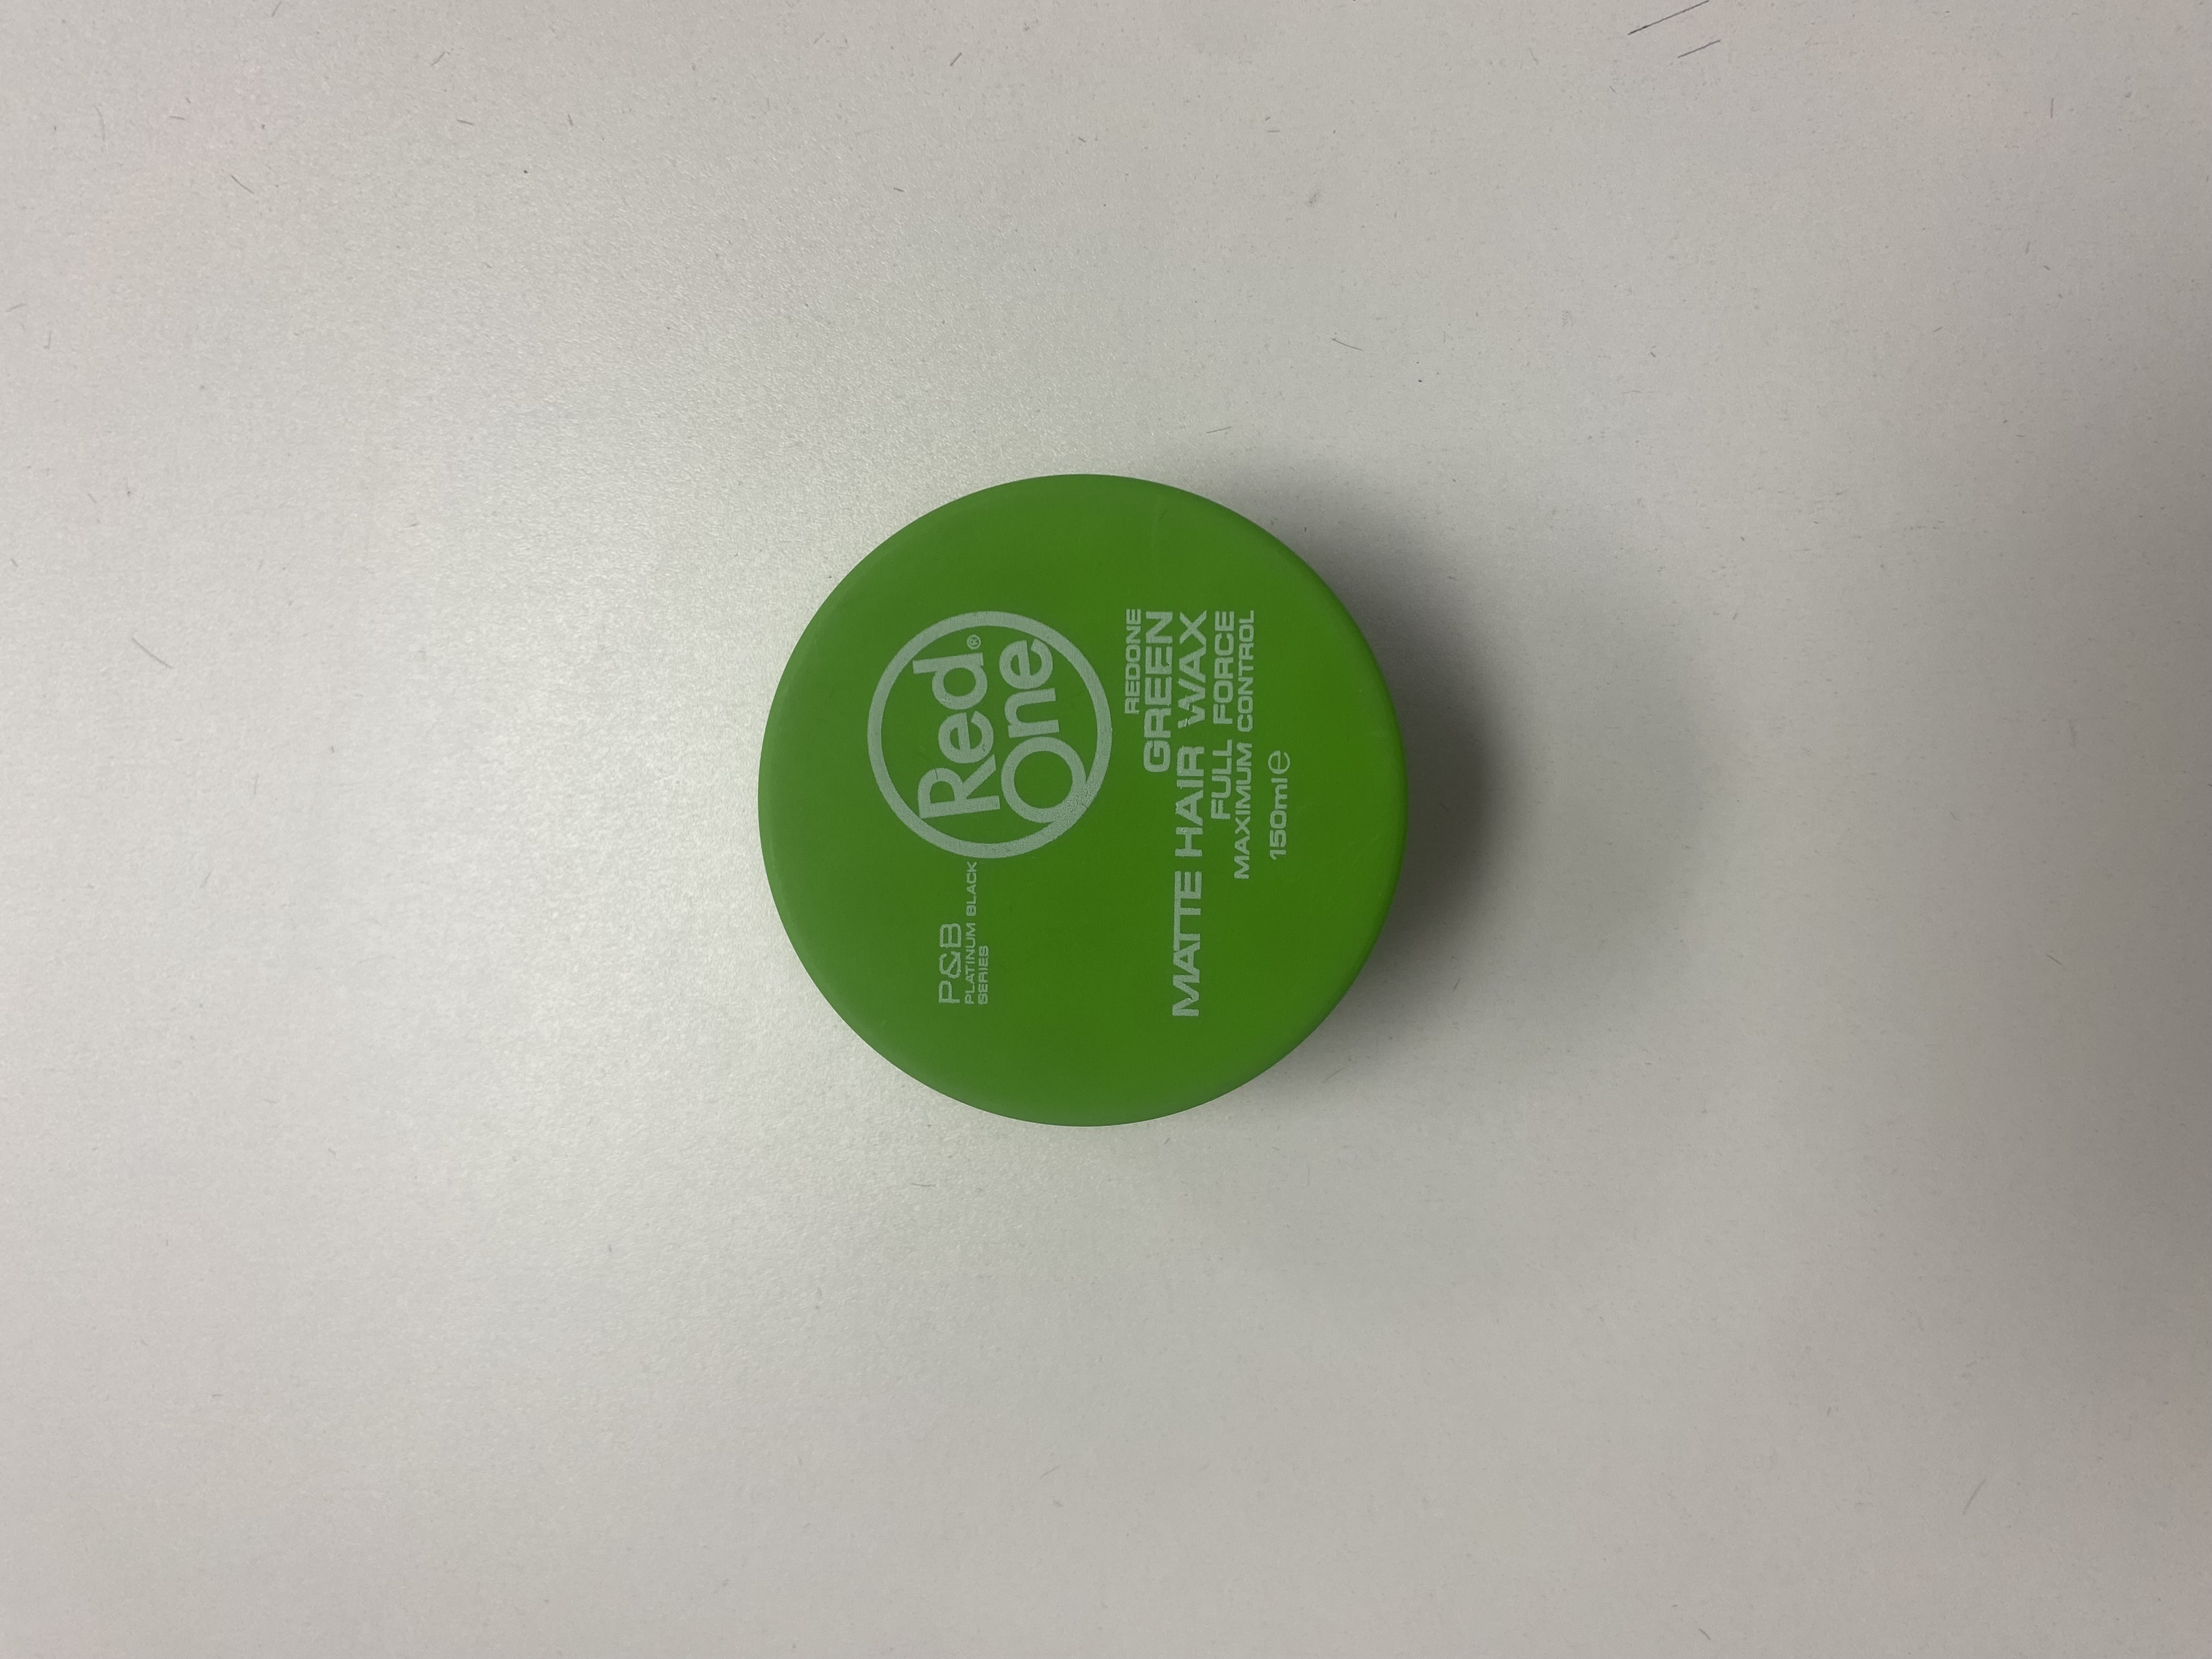 P&B
PLATINUM BLACK
SERIES
Red®
One
REDONE
GREEN
MATTE HAIR WAX
FULL FORCE
MAXIMUM CONTROL
150ml℮